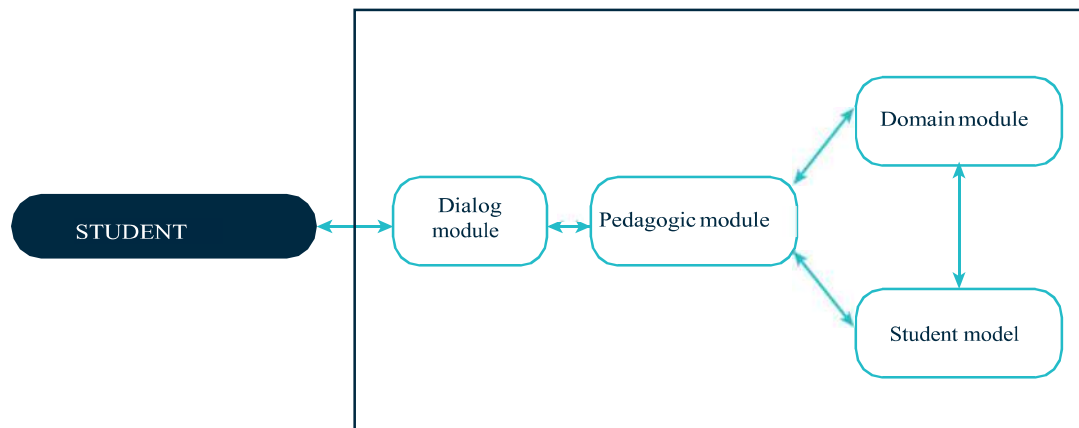 STUDENT
Dialog
module
Pedagogic module
Domain module
Student model